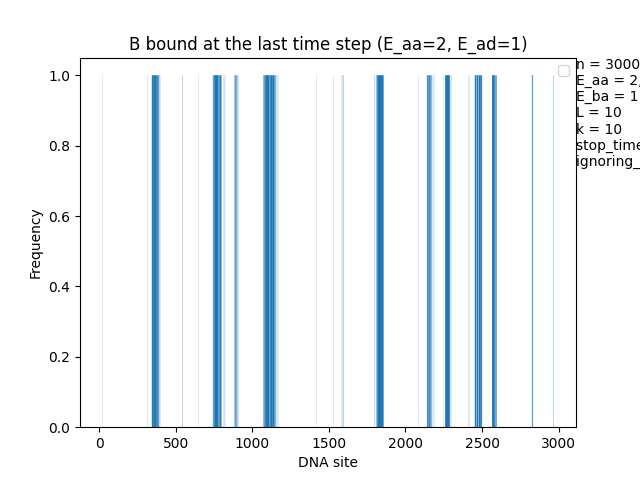 B bound at the last time step (E_aa=2, E_ad=1)
n = 3000
E_aa = 2,
E_ba = 1
L = 10
k = 10
stop_time
ignoring_
1.0
0.8
0.6
0.4
0.2
0.0
Frequency
0 500 1000 1500 2000 2500 3000
DNA site